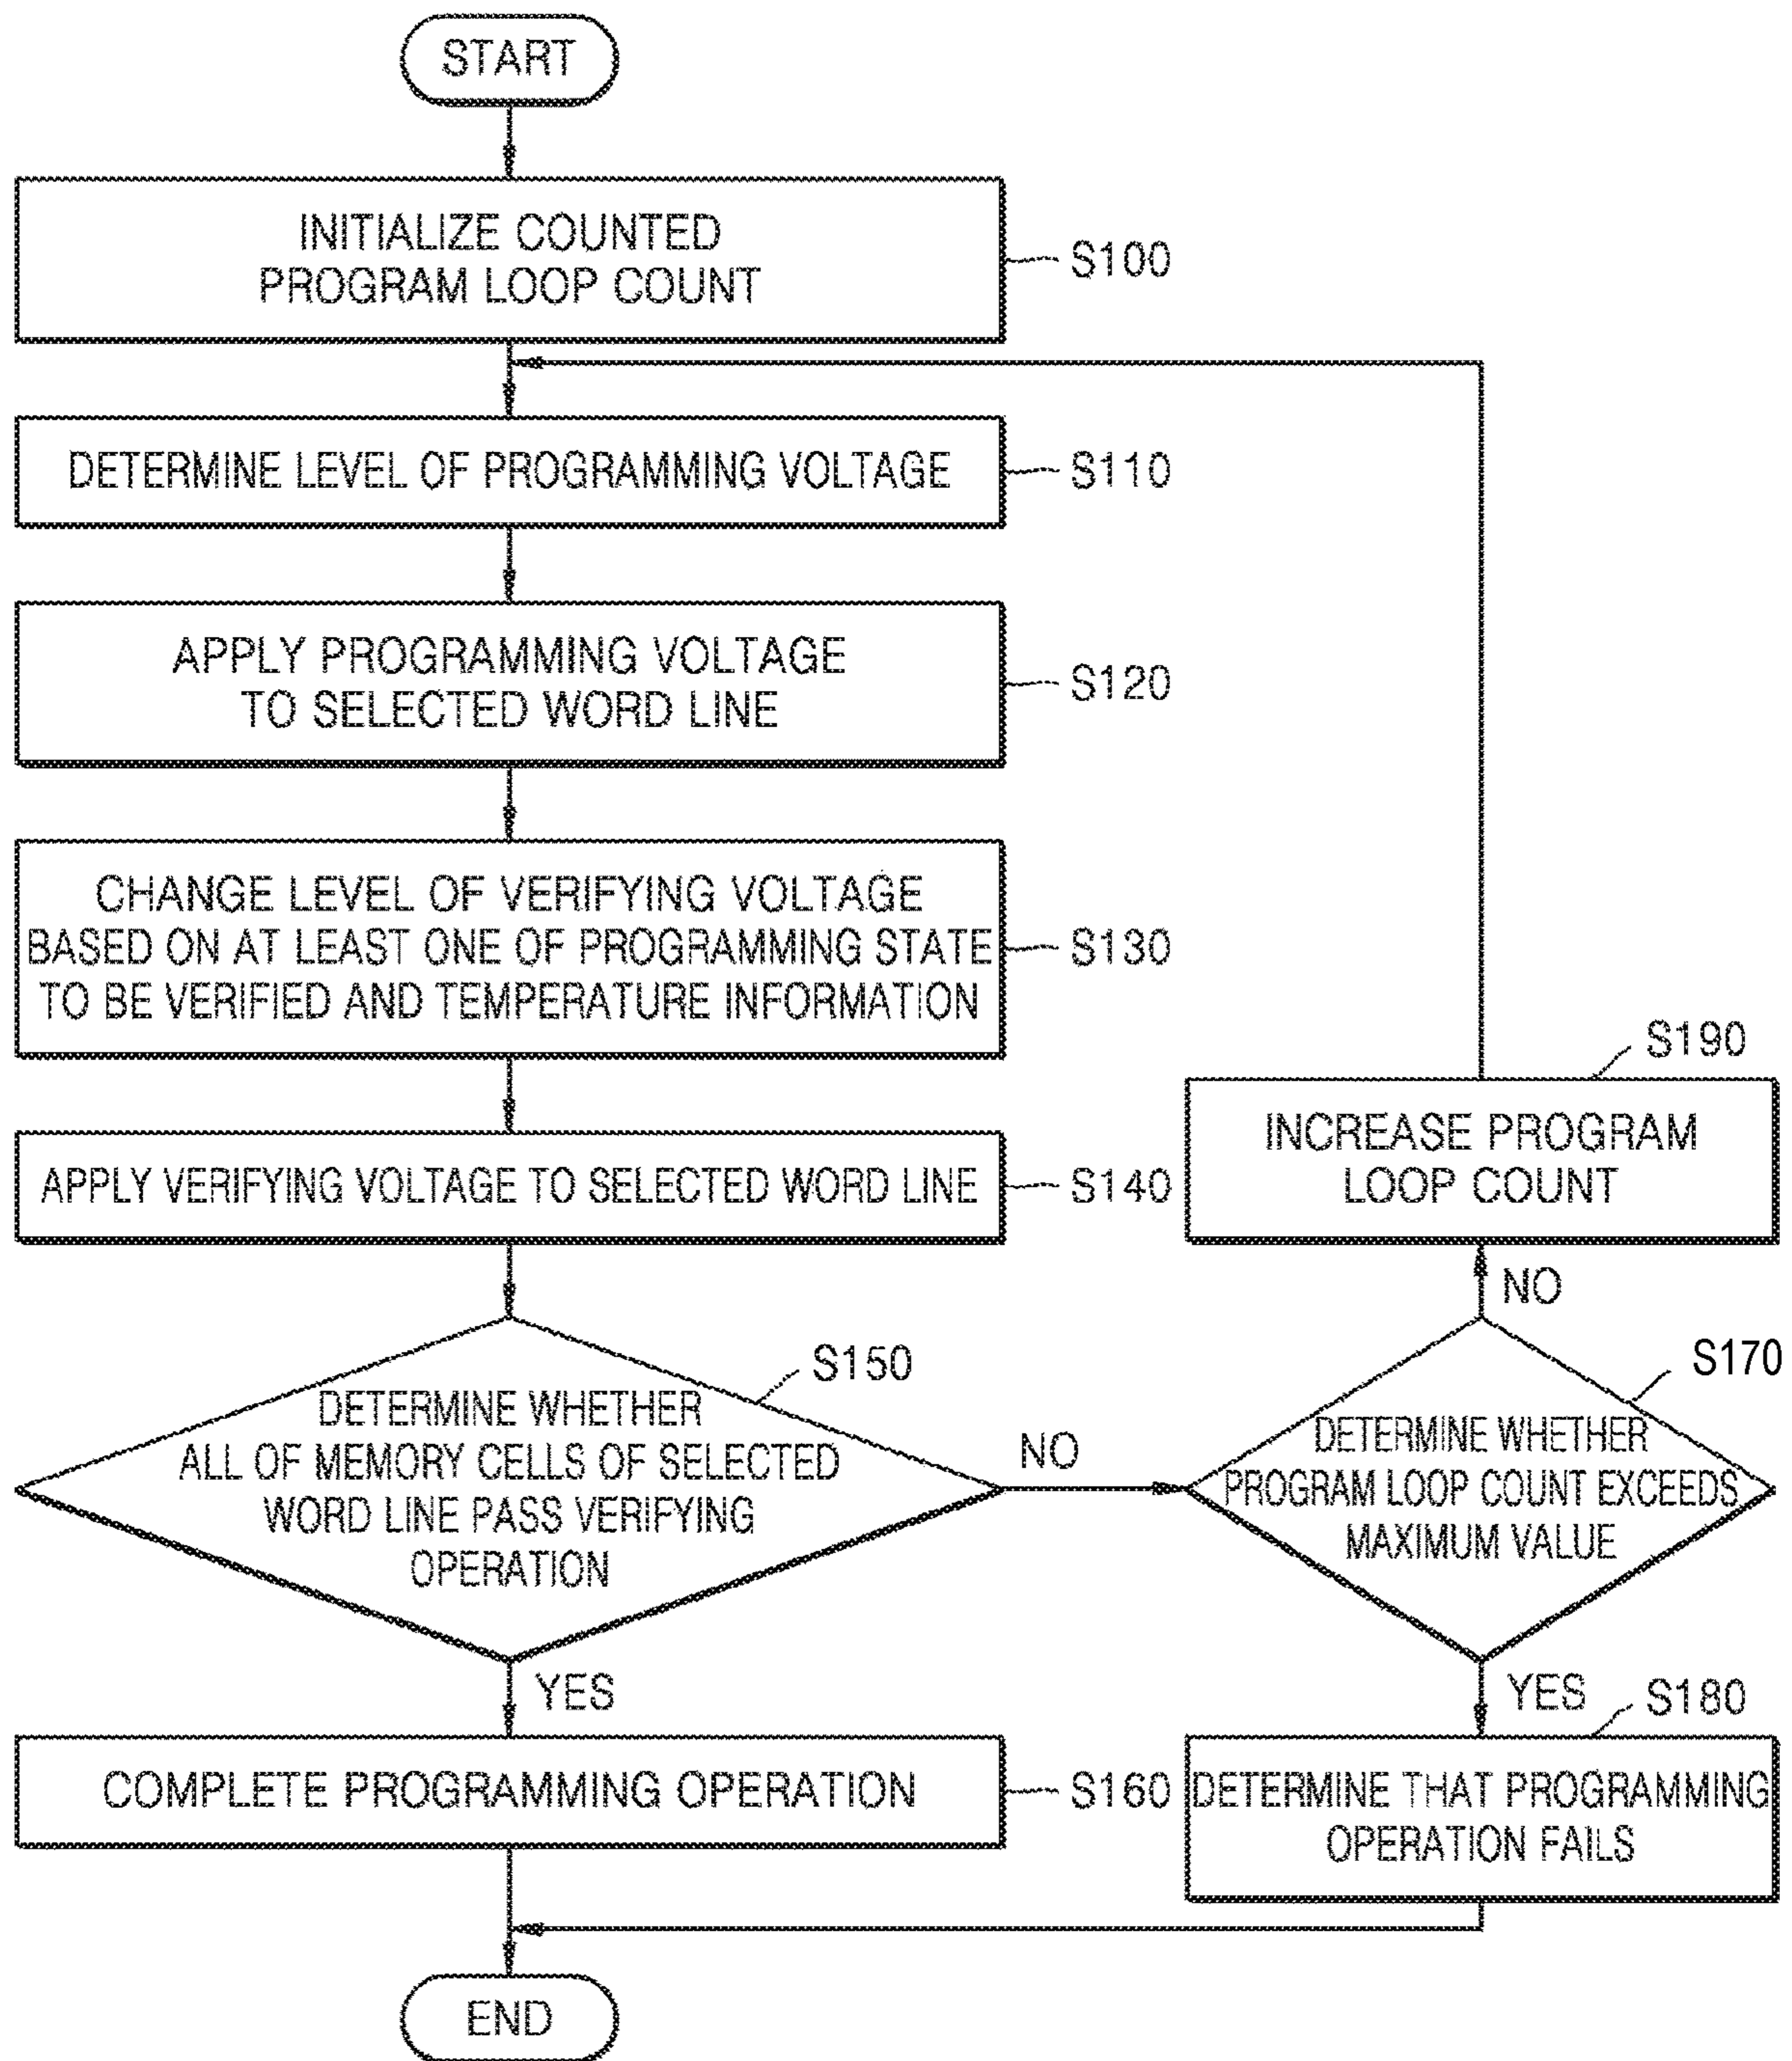 START
INITIALIZE COUNTED
PROGRAM LOOP COUNT
S100
DETERMINE LEVEL OF PROGRAMMING VOLTAGE
S110
APPLY PROGRAMMING VOLTAGE
TO SELECTED WORD LINE
S120
CHANGE LEVEL OF VERIFYING VOLTAGE
BASED ON AT LEAST ONE OF PROGRAMMING STATE
TO BE VERIFIED AND TEMPERATURE INFORMATION
S130
APPLY VERIFYING VOLTAGE TO SELECTED WORD LINE
S140
S150
DETERMINE WHETHER
ALL OF MEMORY CELLS OF SELECTED
WORD LINE PASS VERIFYING
OPERATION
NO
YES
COMPLETE PROGRAMMING OPERATION
S160
S190
INCREASE PROGRAM
LOOP COUNT
NO
S170
DETERMINE WHETHER
PROGRAM LOOP COUNT EXCEEDS
MAXIMUM VALUE
YES
S180
DETERMINE THAT PROGRAMMING
OPERATION FAILS
END